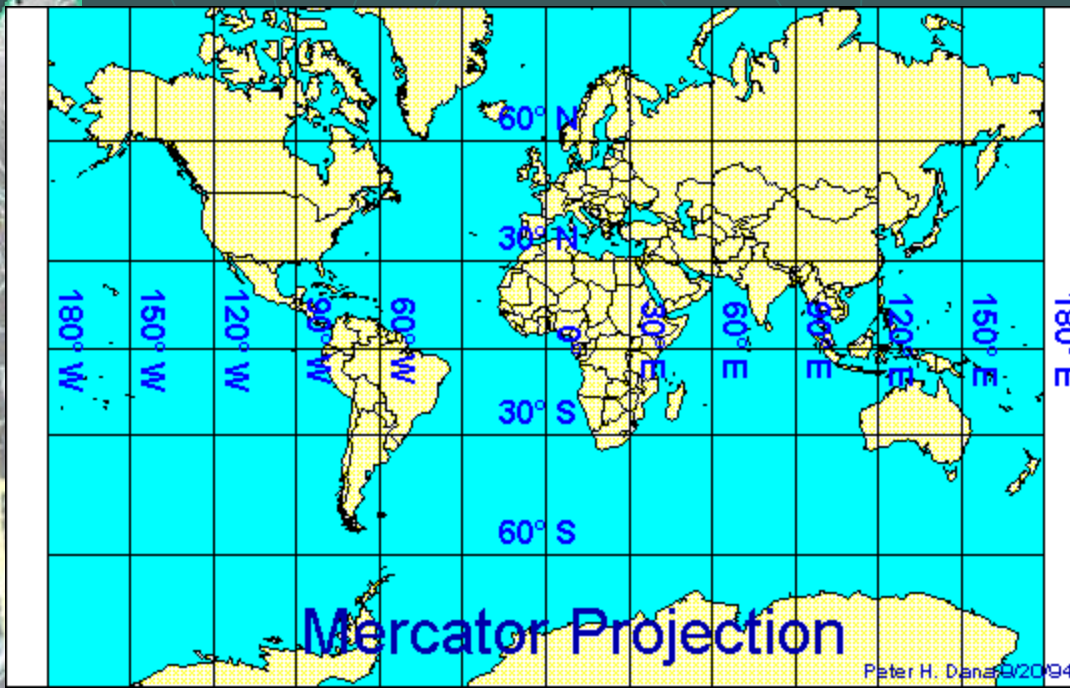 60° N
30° N
180° W
150° W
120° W
90° W
60° W
0°
30° E
60° E
90° E
120° E
150° E
180° E
30° S
60° S
Mercator Projection
Peter H. Dana 9/20/94